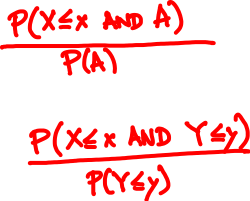 P(X≤x AND A)
P(A)
P(X≤x AND Y≤y)
P(Y≤y)